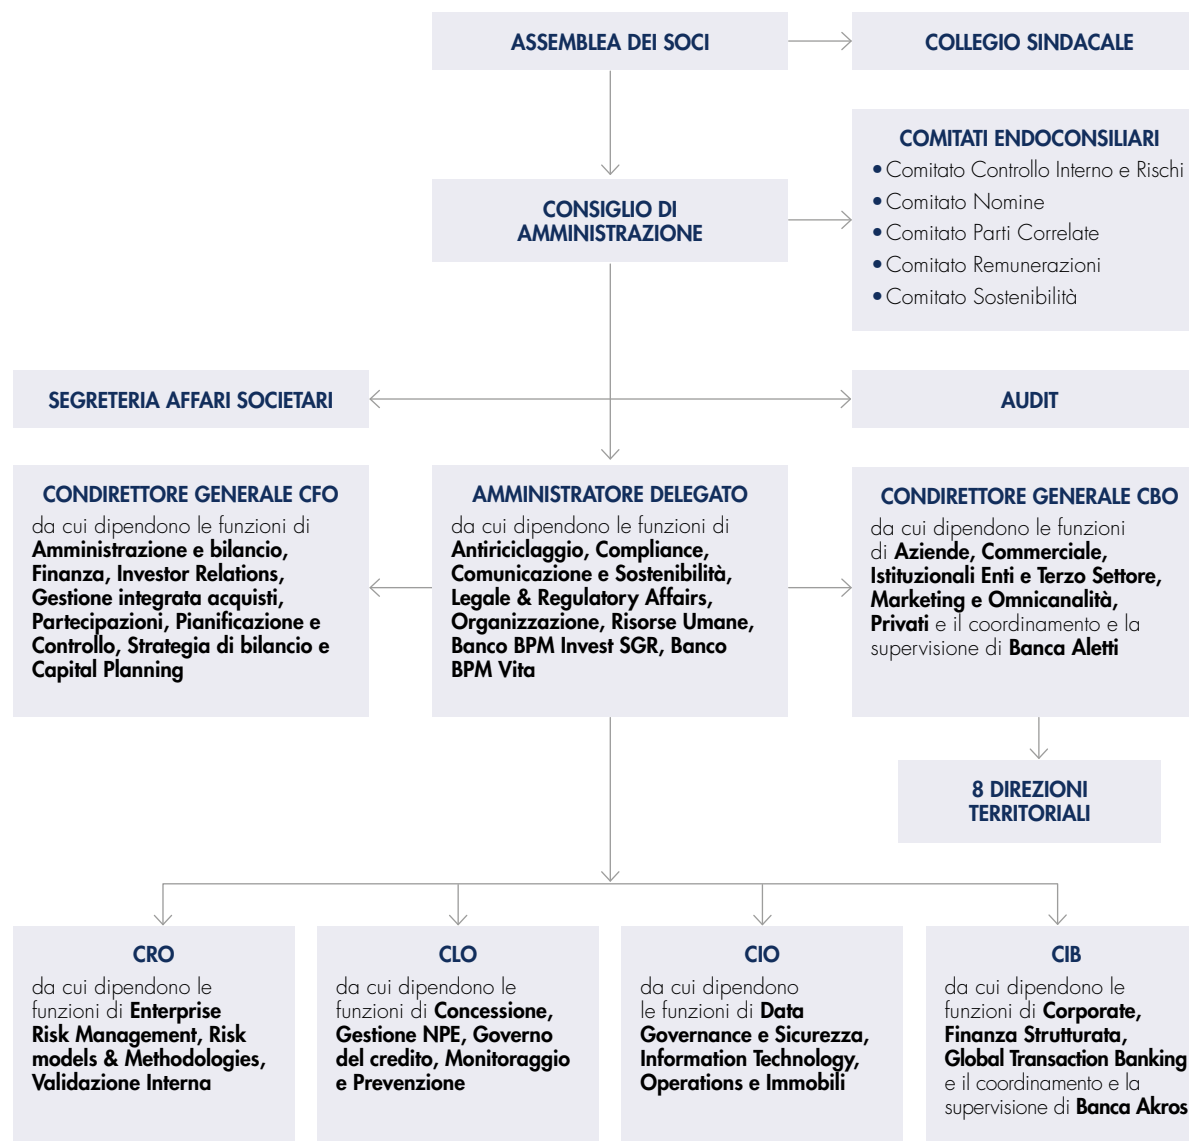 ASSEMBLEA DEI SOCI
COLLEGIO SINDACALE
COMITATI ENDOCONSILIARI
• Comitato Controllo Interno e Rischi
• Comitato Nomine
• Comitato Parti Correlate
• Comitato Remunerazioni
• Comitato Sostenibilità
CONSIGLIO DI
AMMINISTRAZIONE
SEGRETERIA AFFARI SOCIETARI
AUDIT
CONDIRETTORE GENERALE CFO
da cui dipendono le funzioni di
Amministrazione e bilancio,
Finanza, Investor Relations,
Gestione integrata acquisti,
Partecipazioni, Pianificazione e
Controllo, Strategia di bilancio e
Capital Planning
AMMINISTRATORE DELEGATO
da cui dipendono le funzioni di
Antiriciclaggio, Compliance,
Comunicazione e Sostenibilità,
Legale & Regulatory Affairs,
Organizzazione, Risorse Umane,
Banco BPM Invest SGR, Banco
BPM Vita
CONDIRETTORE GENERALE CBO
da cui dipendono le funzioni
di Aziende, Commerciale,
Istituzionali Enti e Terzo Settore,
Marketing e Omnicanalità,
Privati e il coordinamento e la
supervisione di Banca Aletti
8 DIREZIONI
TERRITORIALI
CRO
da cui dipendono le
funzioni di Enterprise
Risk Management, Risk
models & Methodologies,
Validazione Interna
CLO
da cui dipendono le
funzioni di Concessione,
Gestione NPE, Governo
del credito, Monitoraggio
e Prevenzione
CIO
da cui dipendono
le funzioni di Data
Governance e Sicurezza,
Information Technology,
Operations e Immobili
CIB
da cui dipendono le
funzioni di Corporate,
Finanza Strutturata,
Global Transaction Banking
e il coordinamento e la
supervisione di Banca Akros